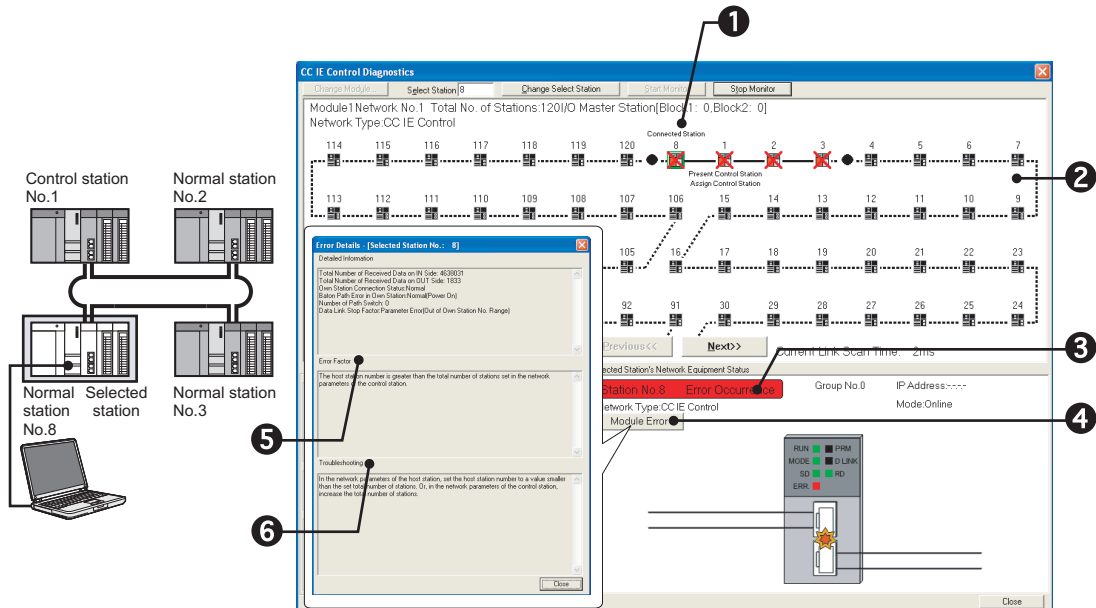 ❶
CC IE Control Diagnostics
Change Module...
Select Station 8
Change Select Station
Start Monitor
Stop Monitor
Module1 Network No.1 Total No. of Stations:120 I/O Master Station[Block1: 0,Block2: 0]
Network Type:CC IE Control
Connected Station
114 115 116 117 118 119 120 8 1 2 3 4 5 6 7
Present Control Station
Assign Control Station
❷
113 112 111 110 109 108 107 106 15 14 13 12 11 10 9
105 16 17 18 19 20 21 22 23
92 91 30 29 28 27 26 25 24
Previous<<
Next>>
Current Link Scan Time: 2ms
❸
ected Station's Network Equipment Status
Station No.8 Error Occurrence
Group No.0
IP Address:-.-.-.-
etwork Type:CC IE Control
Mode:Online
Module Error
❹
RUN PRM
MODE D LINK
SD RD
ERR.
Close
Control station
No.1
Normal station
No.2
Normal
station
No.8
Selected
station
Normal station
No.3
Error Details - [Selected Station No.: 8]
Detailed Information
Total Number of Received Data on IN Side: 4638031
Total Number of Received Data on OUT Side: 1833
Own Station Connection Status:Normal
Baton Path Error in Own Station:Normal(Power On)
Number of Path Switch: 0
Data Link Stop Factor:Parameter Error(Out of Own Station No. Range)
Error Factor
❺
The host station number is greater than the total number of stations set in the network
parameters of the control station.
Troubleshooting
❻
In the network parameters of the host station, set the host station number to a value smaller
than the set total number of stations. Or, in the network parameters of the control station,
increase the total number of stations.
Close